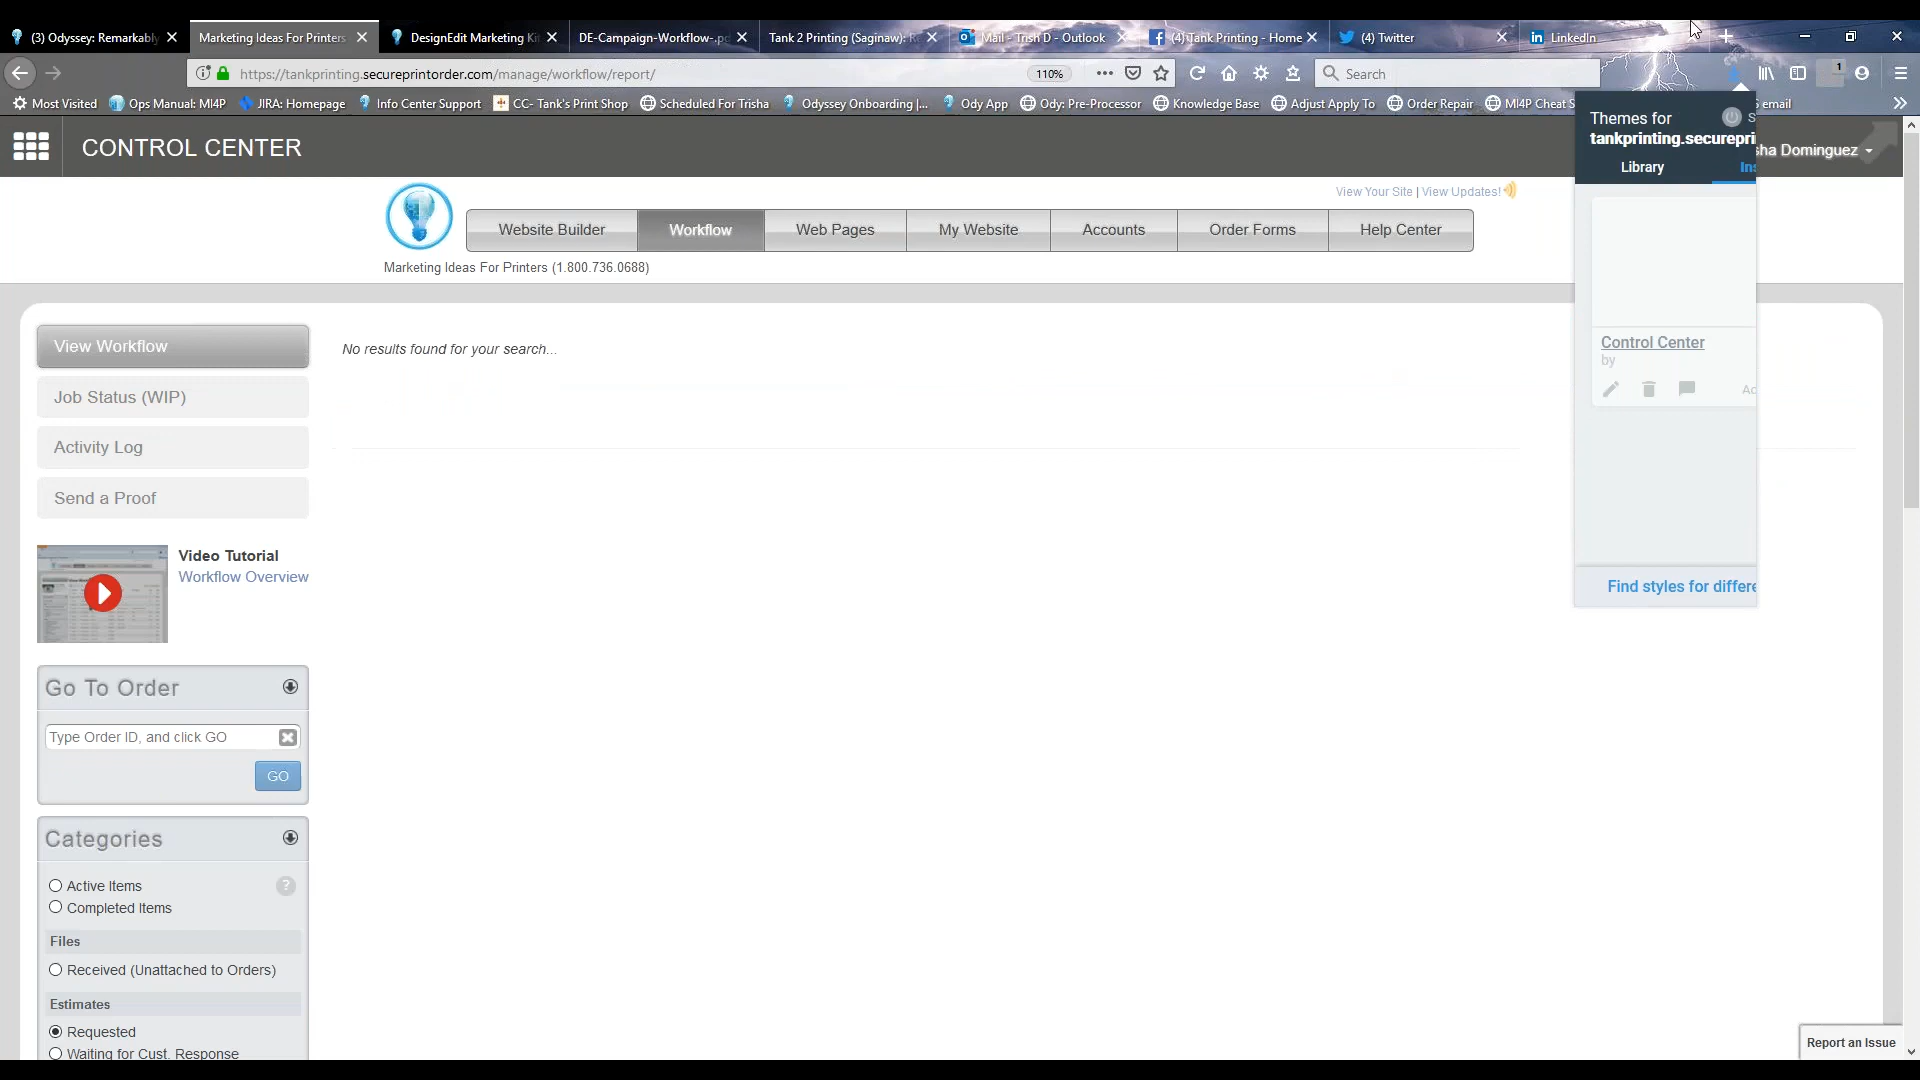 (3) Odyssey: Remarkably
Marketing Ideas For Printers
DesignEdit Marketing Kit
DE-Campaign-Workflow-.pd
Tank 2 Printing (Saginaw): R
Mail - Trish D - Outlook
(4) Tank Printing - Home
(4) Twitter
LinkedIn
https://tankprinting.secureprintorder.com/manage/workflow/report/
110%
Search
1
Most Visited
Ops Manual: MI4P
JIRA: Homepage
Info Center Support
CC- Tank's Print Shop
Scheduled For Trisha
Odyssey Onboarding |...
Ody App
Ody: Pre-Processor
Knowledge Base
Adjust Apply To
Order Repair
MI4P Cheat S
email
CONTROL CENTER
sha Dominguez
Themes for
tankprinting.securepri
Library
Ins
View Your Site | View Updates!
Website Builder
Workflow
Web Pages
My Website
Accounts
Order Forms
Help Center
Marketing Ideas For Printers (1.800.736.0688)
View Workflow
Job Status (WIP)
Activity Log
Send a Proof
No results found for your search...
Control Center
by
Ac
Find styles for differe
Video Tutorial
Workflow Overview
Go To Order
Type Order ID, and click GO
GO
Categories
Active Items
?
Completed Items
Files
Received (Unattached to Orders)
Estimates
Requested
Waiting for Cust. Response
Report an Issue